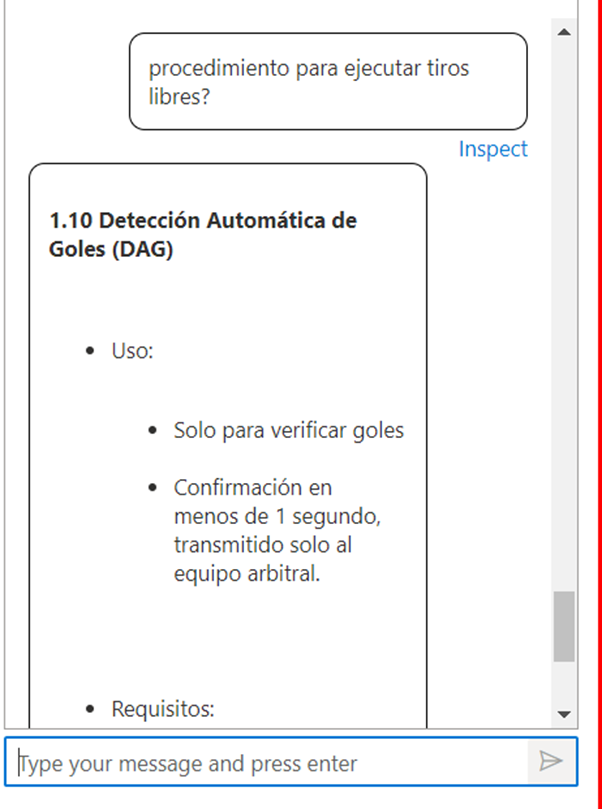 procedimiento para ejecutar tiros
libres?
Inspect
1.10 Detección Automática de
Goles (DAG)
• Uso:
• Solo para verificar goles
• Confirmación en
menos de 1 segundo,
transmitido solo al
equipo arbitral.
• Requisitos:
Type your message and press enter